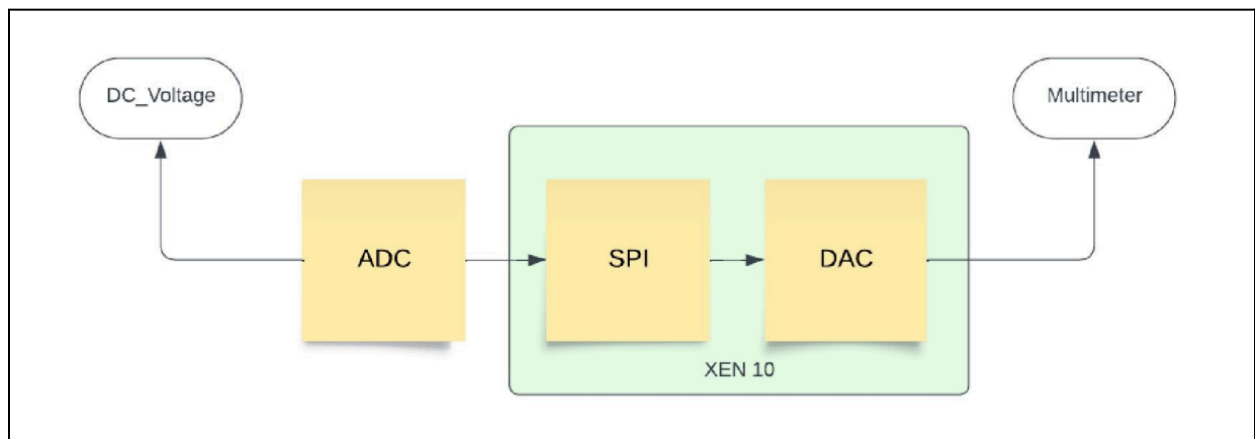 DC_Voltage
Multimeter
ADC
SPI
DAC
XEN 10